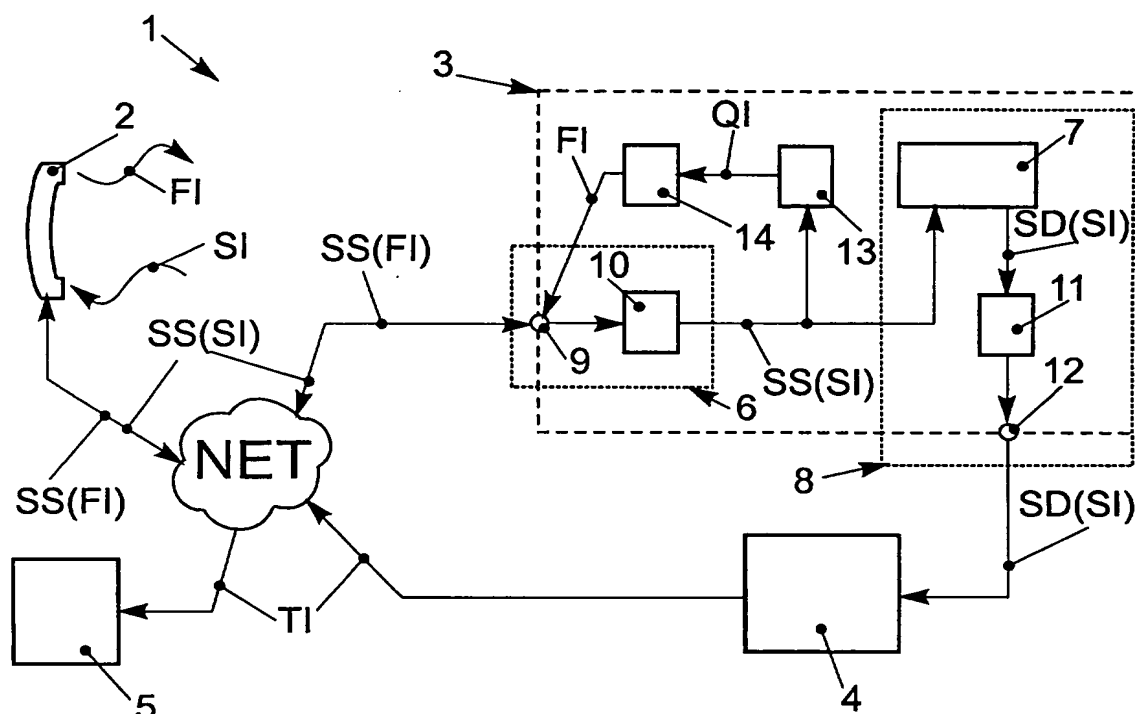 1
3
2
FI
SI
FI
QI
14
13
7
SD(SI)
SS(FI)
10
9
SS(SI)
11
12
6
8
SS(SI)
NET
SS(FI)
SD(SI)
TI
5
4